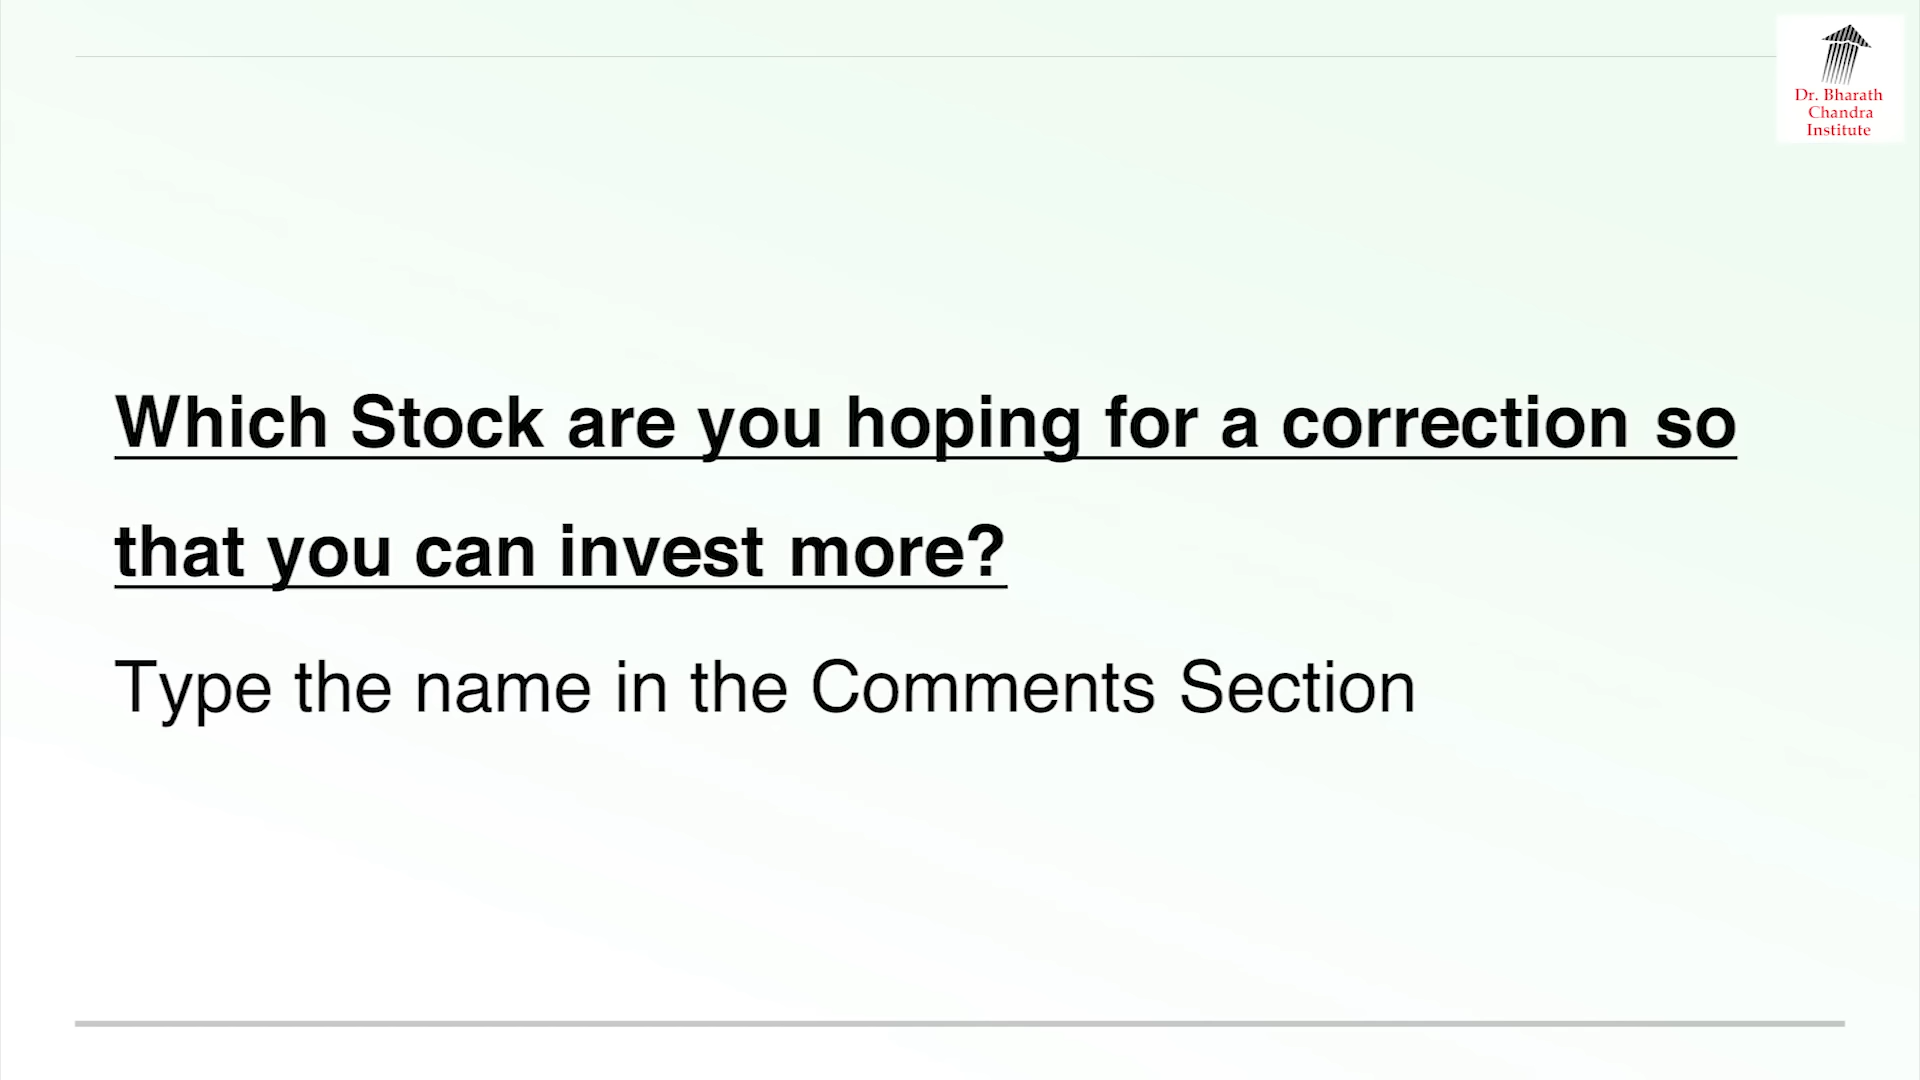 Dr. Bharath
Chandra
Institute
Which Stock are you hoping for a correction so
that you can invest more?
Type the name in the Comments Section